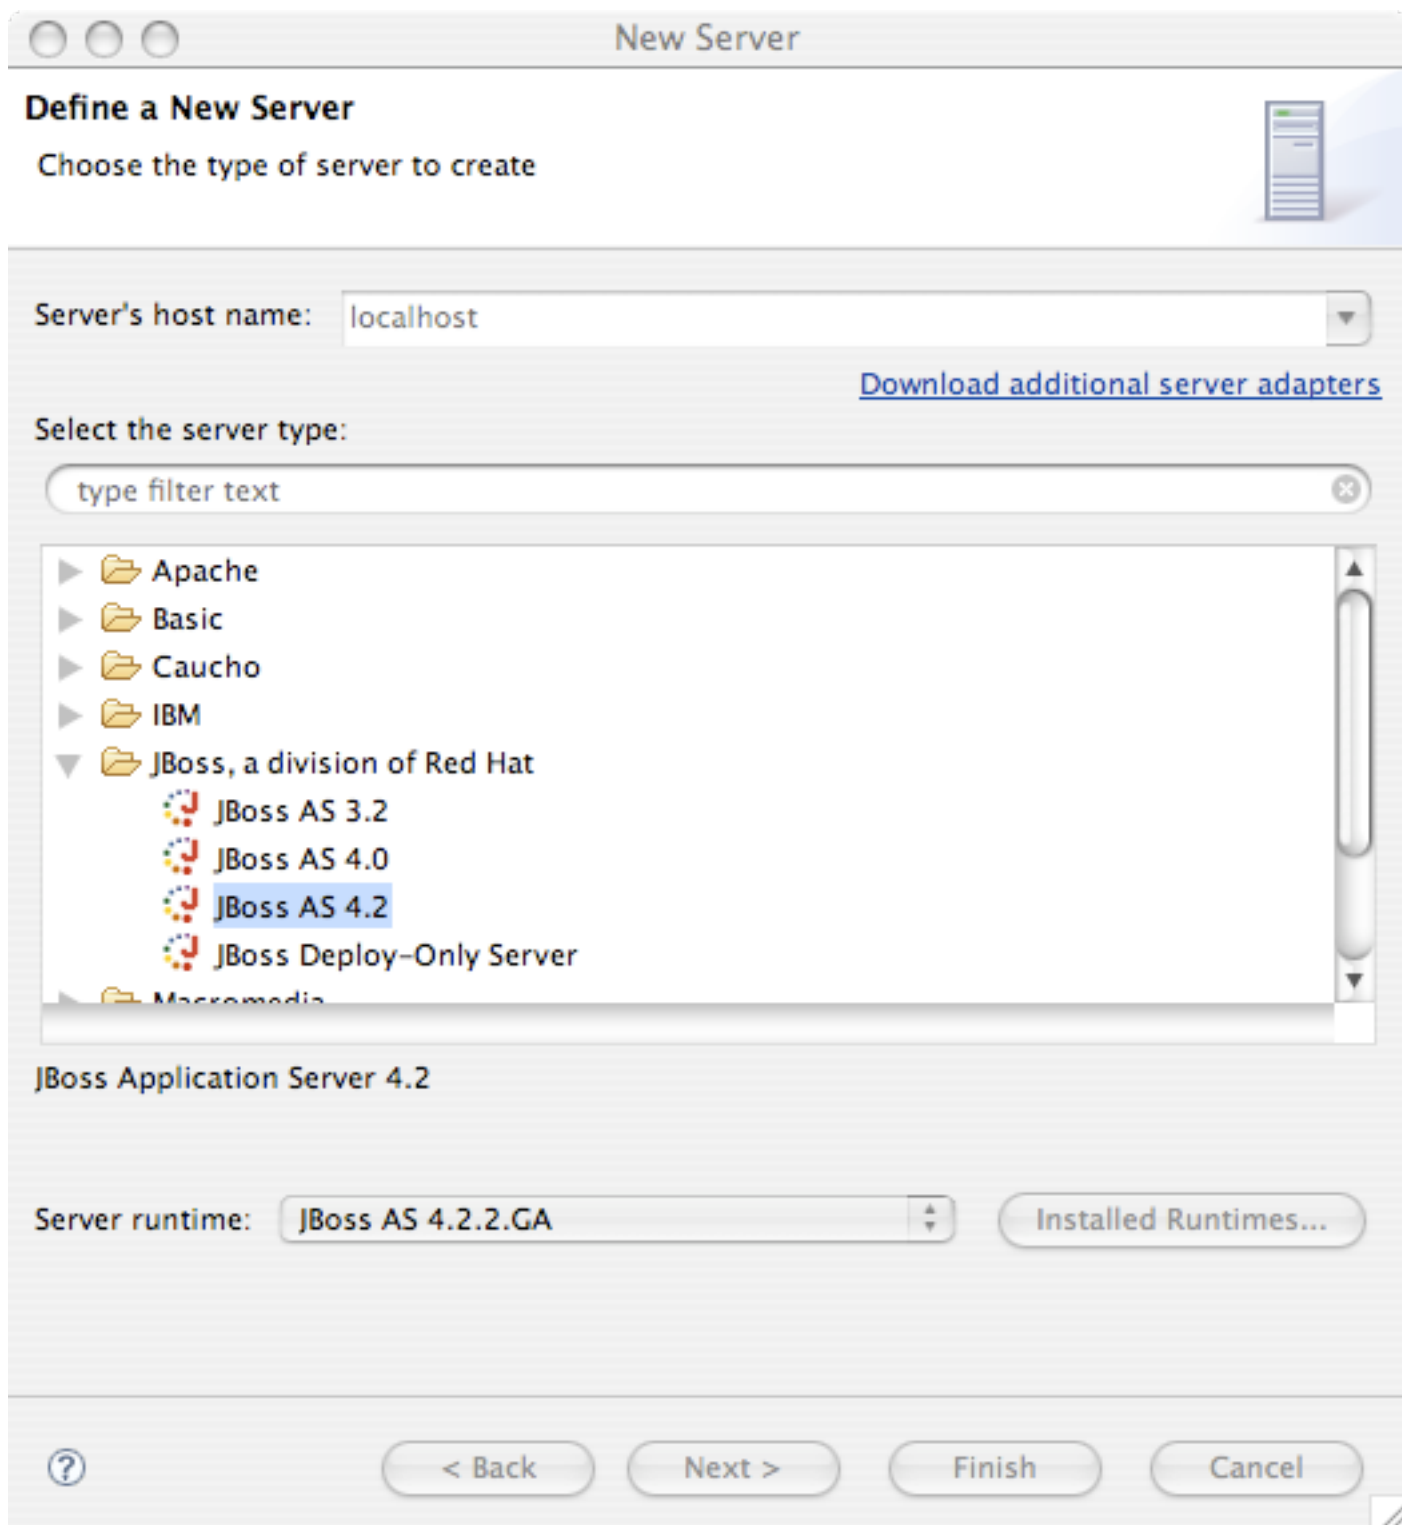 New Server
Define a New Server
Choose the type of server to create
Server's host name: localhost
Download additional server adapters
Select the server type:
type filter text
Apache
Basic
Caucho
IBM
JBoss, a division of Red Hat
JBoss AS 3.2
JBoss AS 4.0
JBoss AS 4.2
JBoss Deploy-Only Server
Macromedia
JBoss Application Server 4.2
Server runtime: JBoss AS 4.2.2.GA Installed Runtimes...
? < Back Next > Finish Cancel